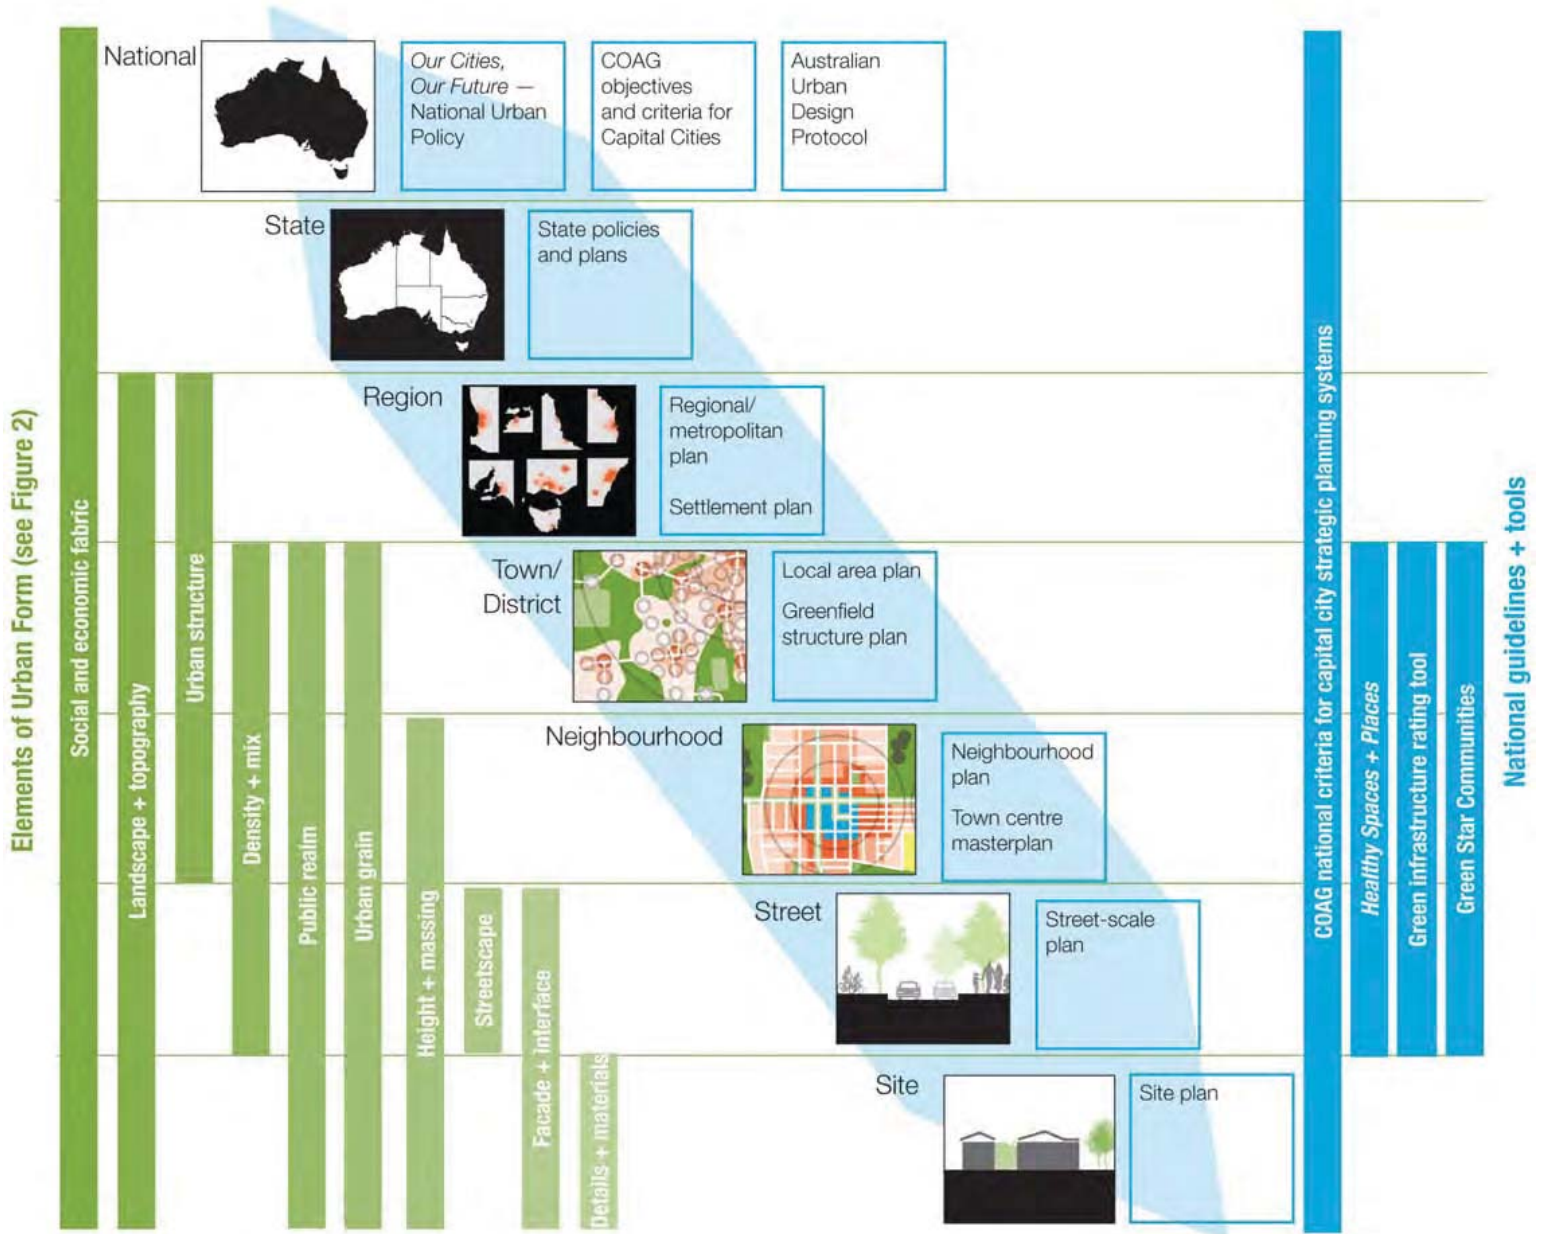 National
Our Cities,
Our Future —
National Urban
Policy
COAG
objectives
and criteria for
Capital Cities
Australian
Urban
Design
Protocol
State
State policies
and plans
Region
Regional/
metropolitan
plan
Settlement plan
Town/
District
Local area plan
Greenfield
structure plan
Neighbourhood
Neighbourhood
plan
Town centre
masterplan
Street
Street-scale
plan
Site
Site plan
Elements of Urban Form (see Figure 2)
Social and economic fabric
Landscape + topography
Urban structure
Density + mix
Public realm
Urban grain
Height + massing
Streetscape
Facade + interface
Details + materials
COAG national criteria for capital city strategic planning systems
Healthy Spaces + Places
Green infrastructure rating tool
Green Star Communities
National guidelines + tools